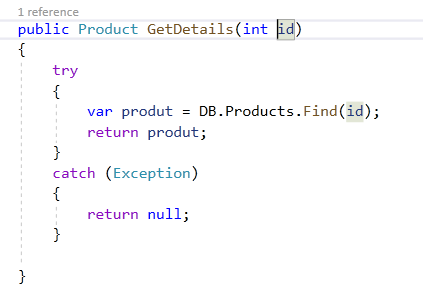 1 reference
public Product GetDetails(int id)
{
try
{
var produt = DB.Products.Find(id);
return produt;
}
catch (Exception)
{
return null;
}
}